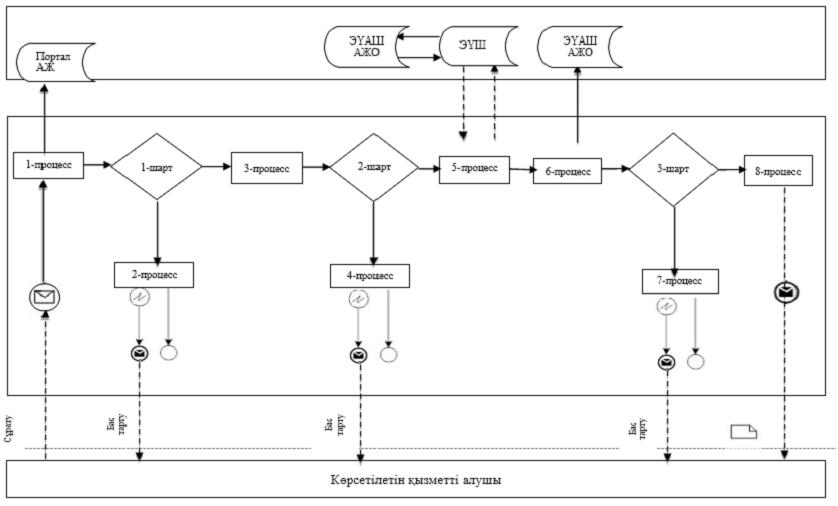 Портал
АЖ
ЭҮАШ
АЖО
ЭҮШ
ЭҮАШ
АЖО
1-процесс
1-шарт
3-процесс
2-шарт
5-процесс
6-процесс
3-шарт
8-процесс
2-процесс
4-процесс
7-процесс
Сұрату
Бас
тарту
Бас
тарту
Бас
тарту
Көрсетілетін қызметті алушы